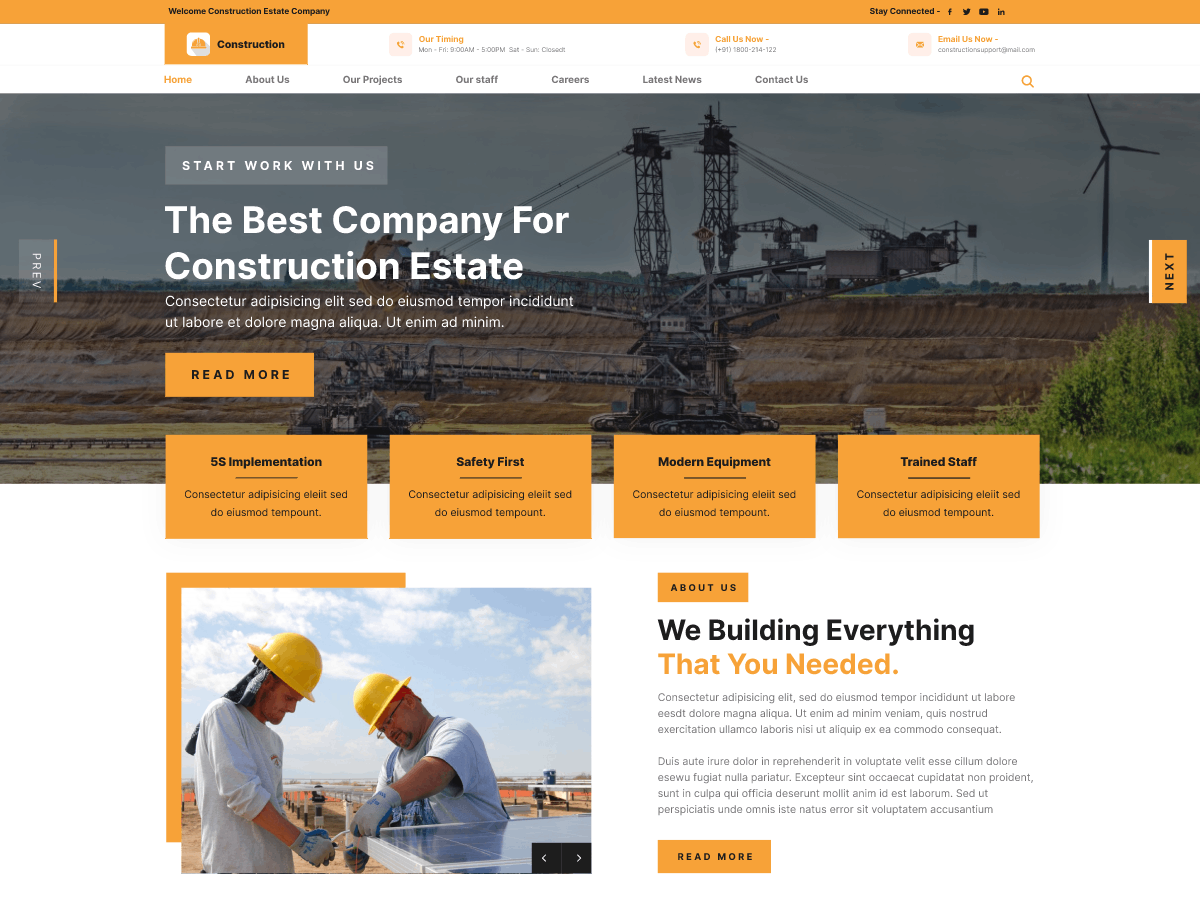 Welcome Construction Estate Company
Stay Connected -
Construction
Our Timing
Mon - Fri: 9:00AM - 5:00PM Sat - Sun: Closedt
Call Us Now -
(+91) 1800-214-122
Email Us Now -
constructionsupport@mail.com
Home About Us Our Projects Our staff Careers Latest News Contact Us
START WORK WITH US
The Best Company For
Construction Estate
Consectetur adipisicing elit sed do eiusmod tempor incididunt
ut labore et dolore magna aliqua. Ut enim ad minim.
READ MORE
PREV
NEXT
5S Implementation
Consectetur adipisicing eleiit sed
do eiusmod tempount.
Safety First
Consectetur adipisicing eleiit sed
do eiusmod tempount.
Modern Equipment
Consectetur adipisicing eleiit sed
do eiusmod tempount.
Trained Staff
Consectetur adipisicing eleiit sed
do eiusmod tempount.
ABOUT US
We Building Everything
That You Needed.
Consectetur adipisicing elit, sed do eiusmod tempor incididunt ut labore
eesdt dolore magna aliqua. Ut enim ad minim veniam, quis nostrud
exercitation ullamco laboris nisi ut aliquip ex ea commodo consequat.
Duis aute irure dolor in reprehenderit in voluptate velit esse cillum dolore
esewu fugiat nulla pariatur. Excepteur sint occaecat cupidatat non proident,
sunt in culpa qui officia deserunt mollit anim id est laborum. Sed ut
perspiciatis unde omnis iste natus error sit voluptatem accusantium
READ MORE